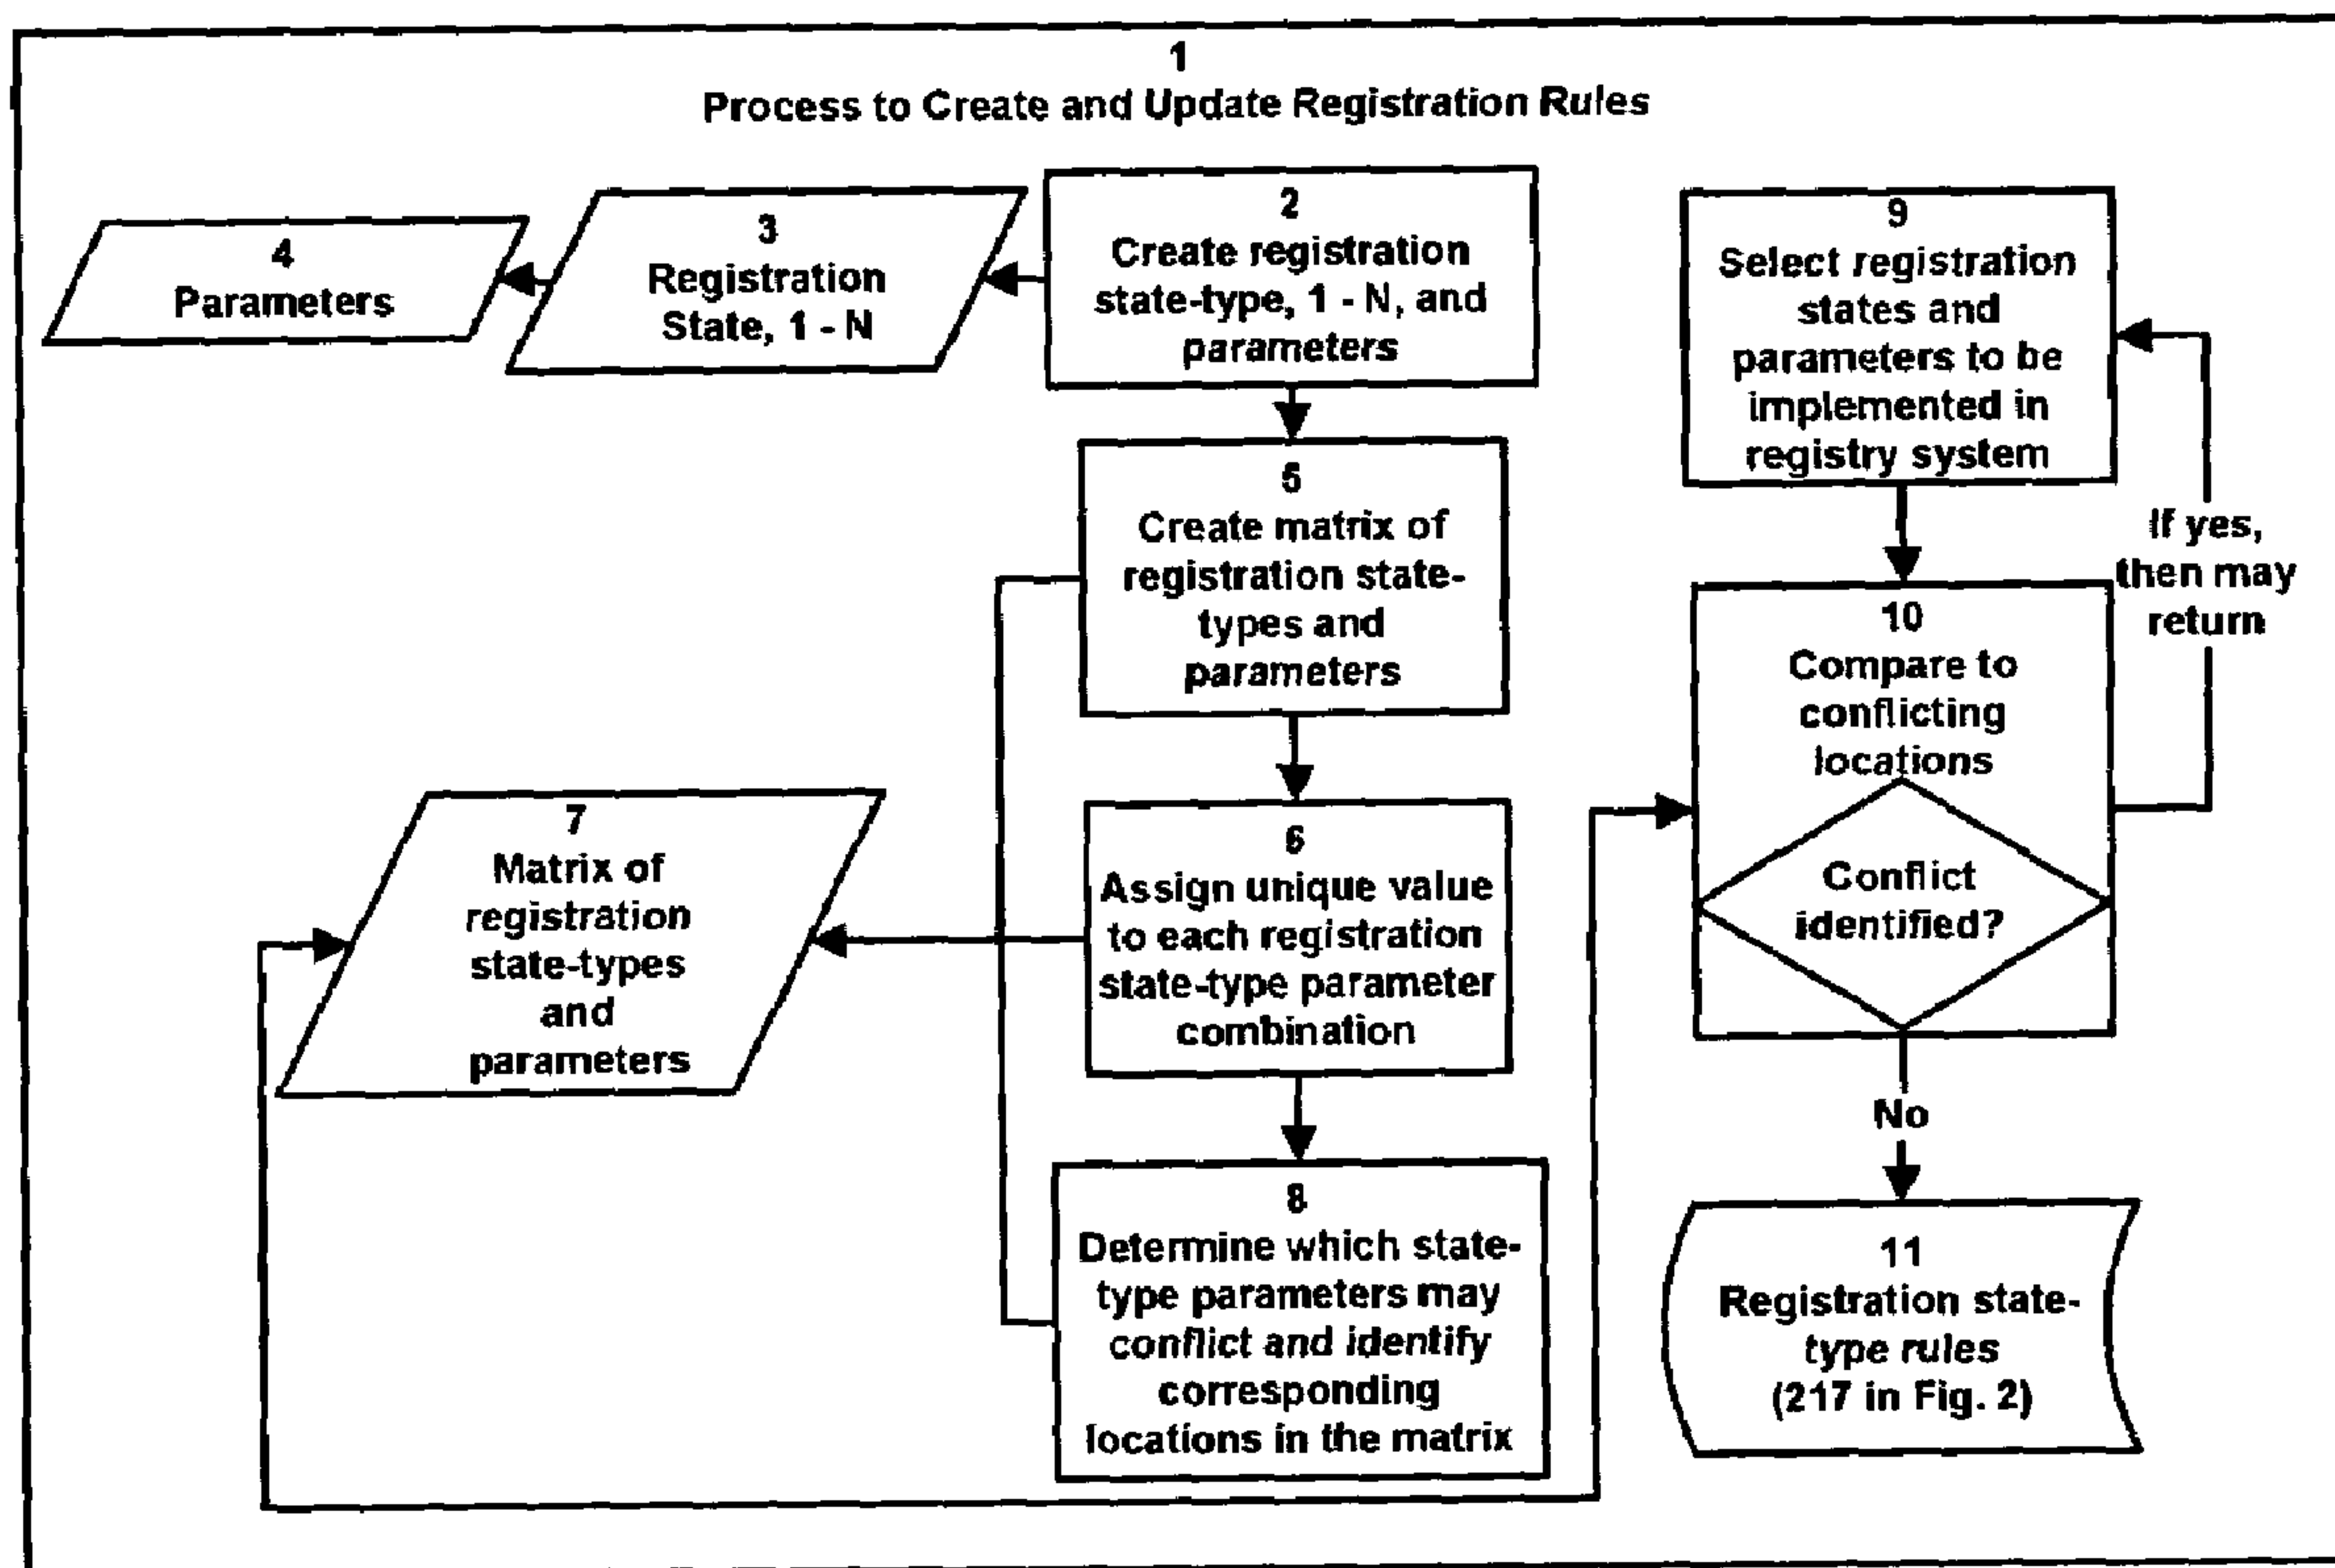 1
Process to Create and Update Registration Rules
4
Parameters
3
Registration
State, 1 - N
2
Create registration
state-type, 1 - N, and
parameters
5
Create matrix of
registration state-
types and
parameters
7
Matrix of
registration
state-types
and
parameters
6
Assign unique value
to each registration
state-type parameter
combination
8
Determine which state-
type parameters may
conflict and identify
corresponding
locations in the matrix
9
Select registration
states and
parameters to be
implemented in
registry system
If yes,
then may
return
10
Compare to
conflicting
locations
Conflict
identified?
No
11
Registration state-
type rules
(217 in Fig. 2)